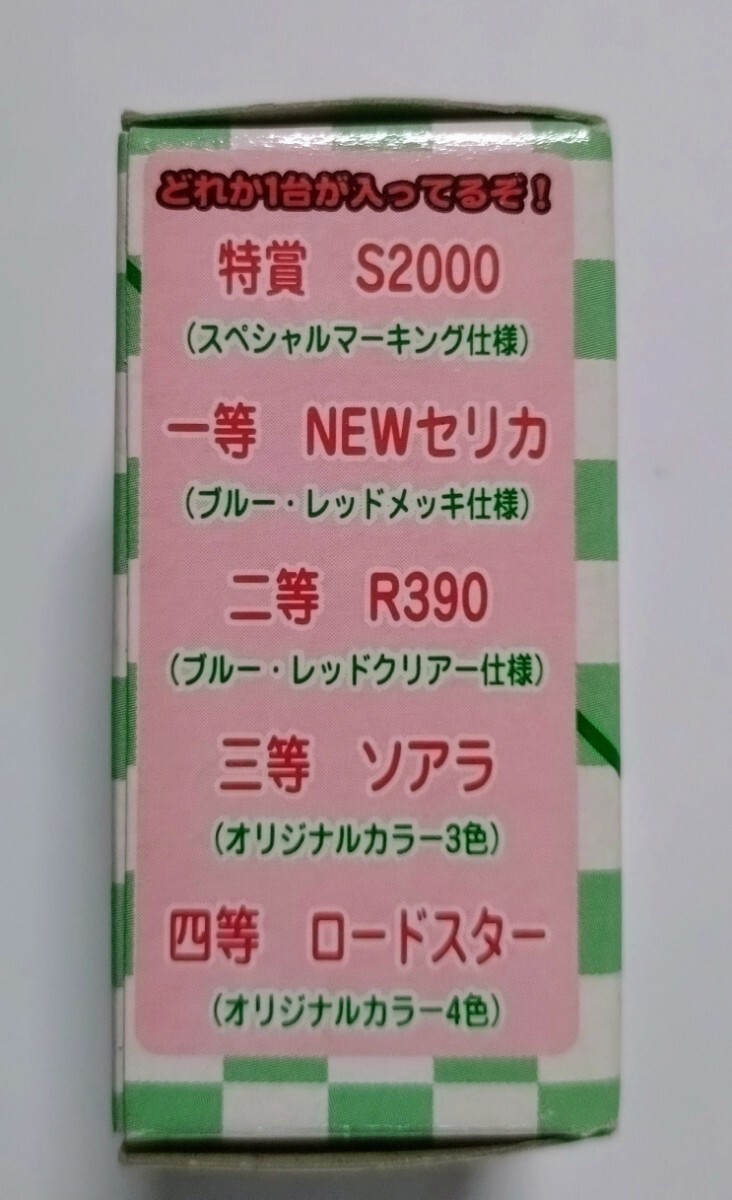 どれか1台が入ってるぞ！
特賞　S2000
（スペシャルマーキング仕様）
一等　NEWセリカ
（ブルー・レッドメッキ仕様）
二等　R390
（ブルー・レッドクリアー仕様）
三等　ソアラ
（オリジナルカラー3色）
四等　ロードスター
（オリジナルカラー4色）